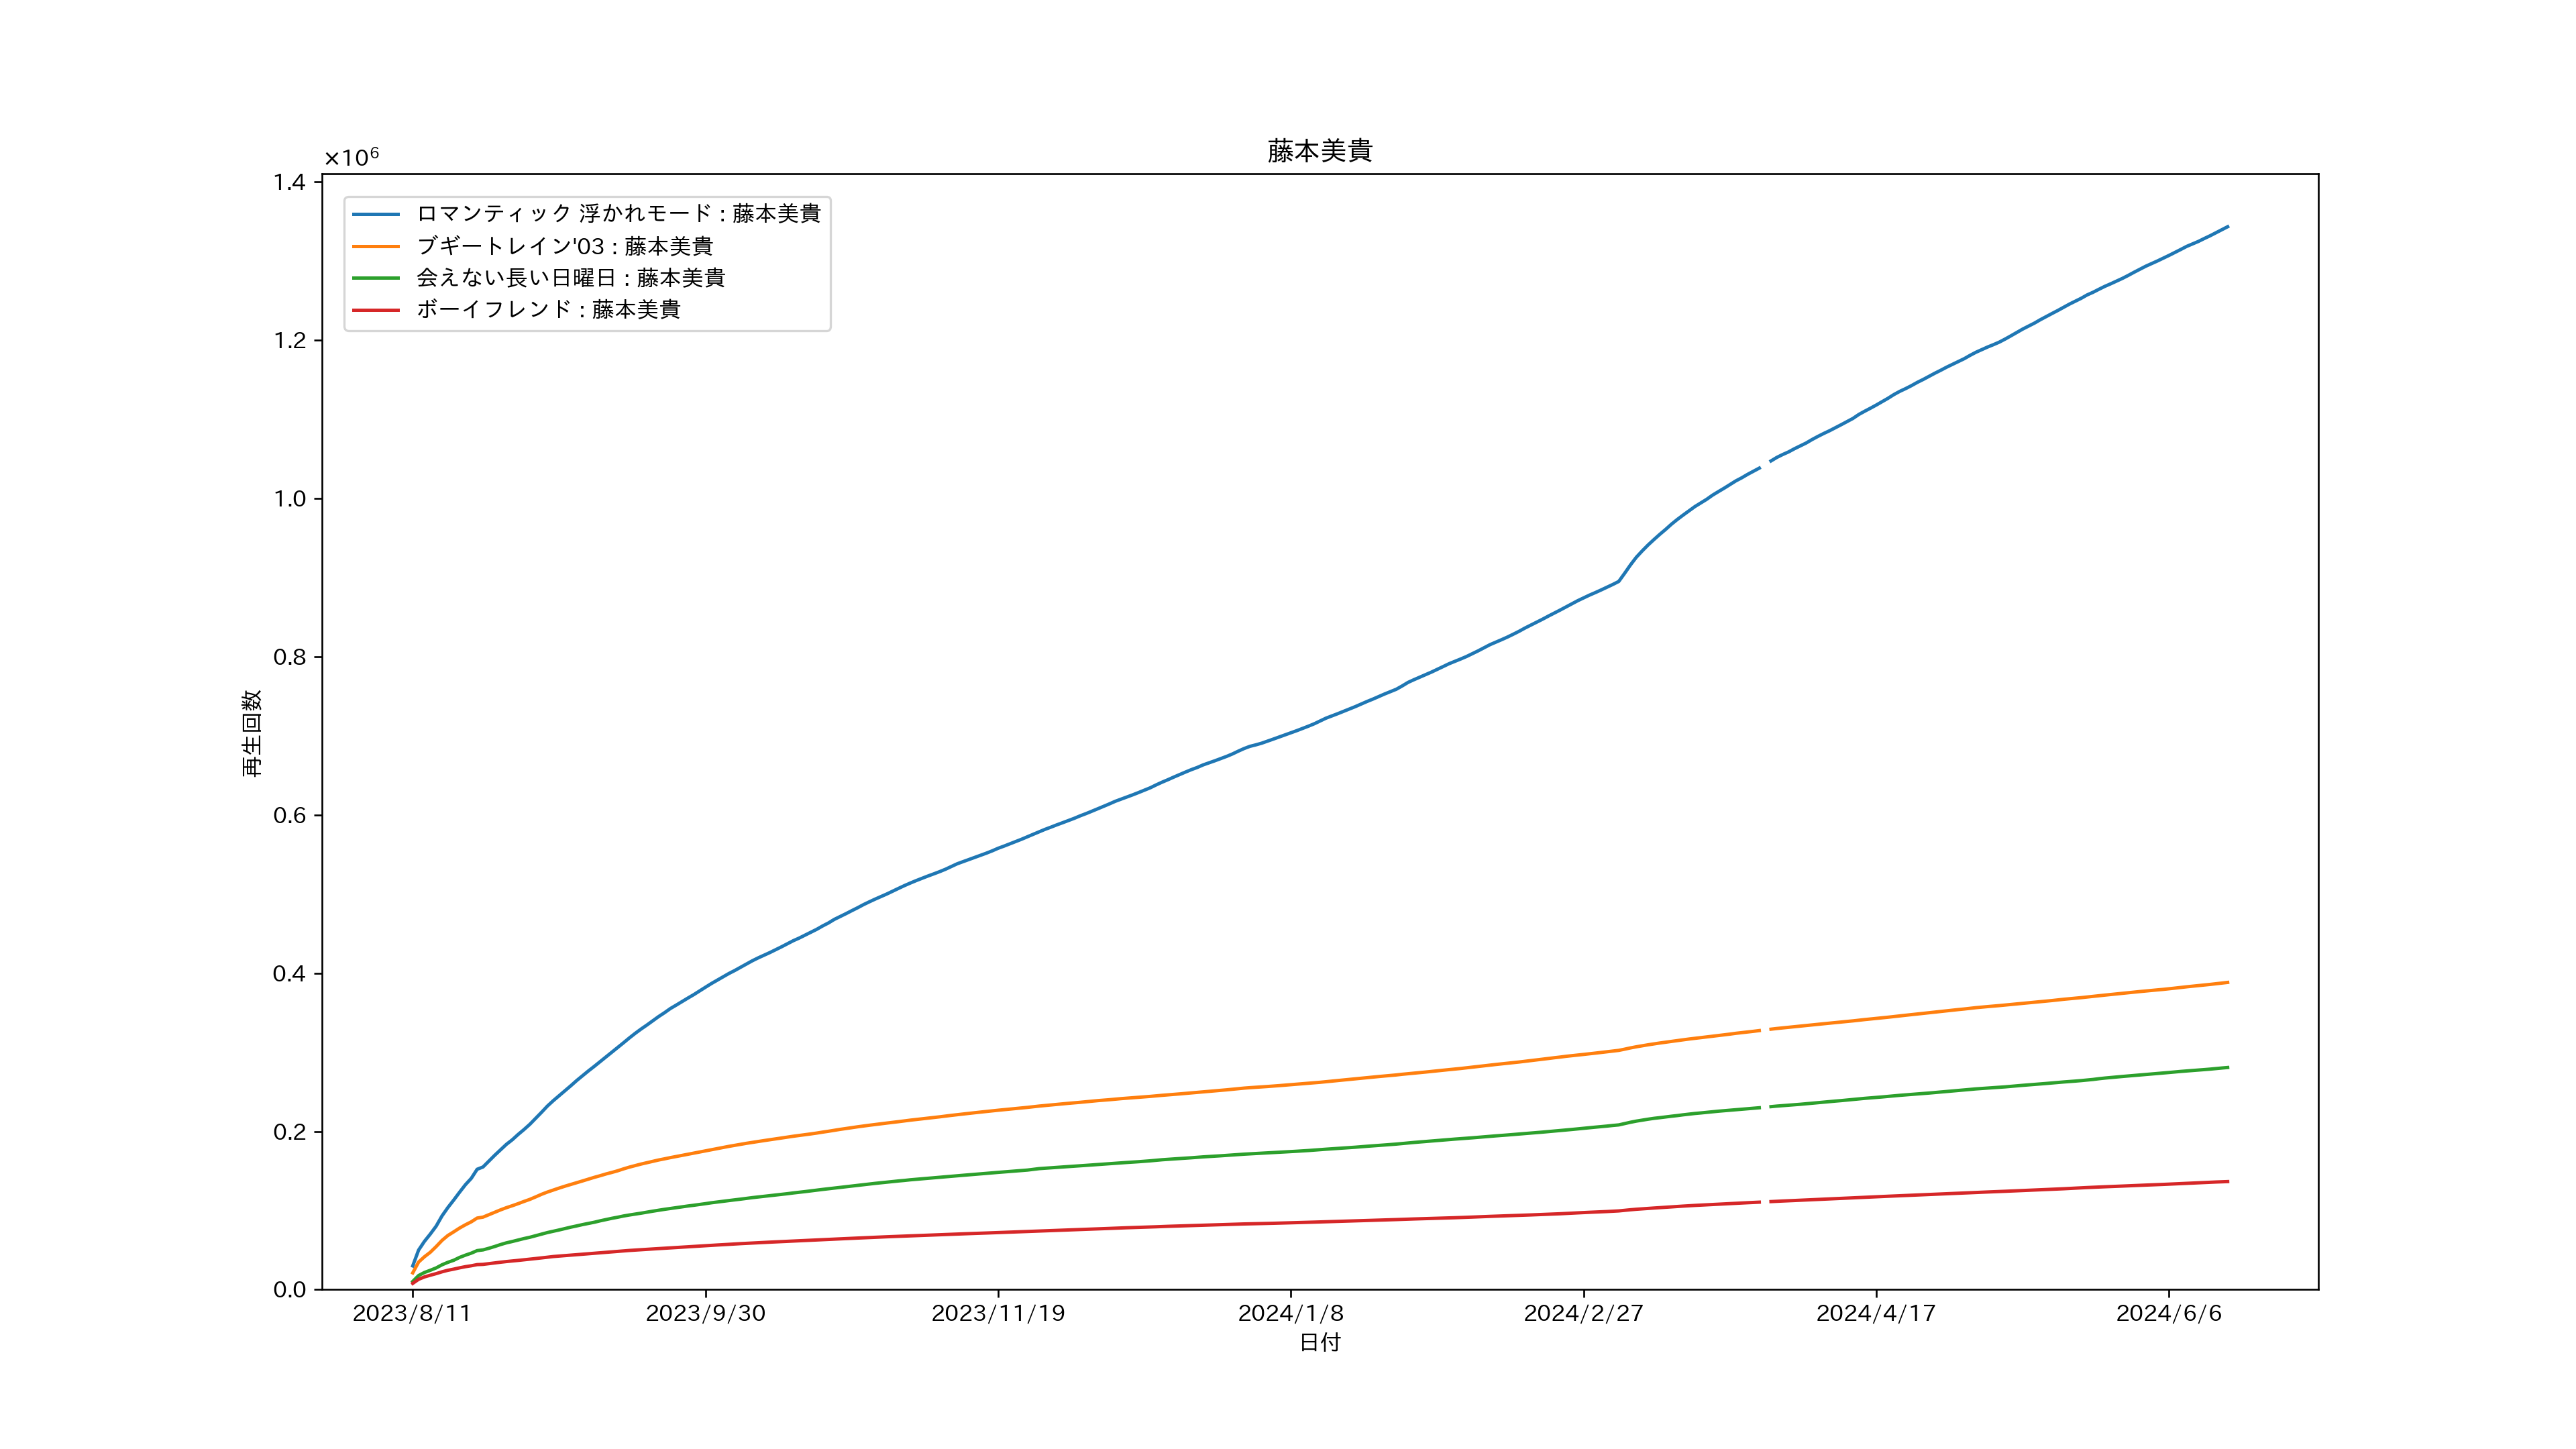 藤本美貴
×10⁶
1.4
1.2
1.0
0.8
0.6
0.4
0.2
0.0
再生回数
ロマンティック 浮かれモード : 藤本美貴
ブギートレイン'03 : 藤本美貴
会えない長い日曜日 : 藤本美貴
ボーイフレンド : 藤本美貴
2023/8/11 2023/9/30 2023/11/19 2024/1/8 2024/2/27 2024/4/17 2024/6/6
日付